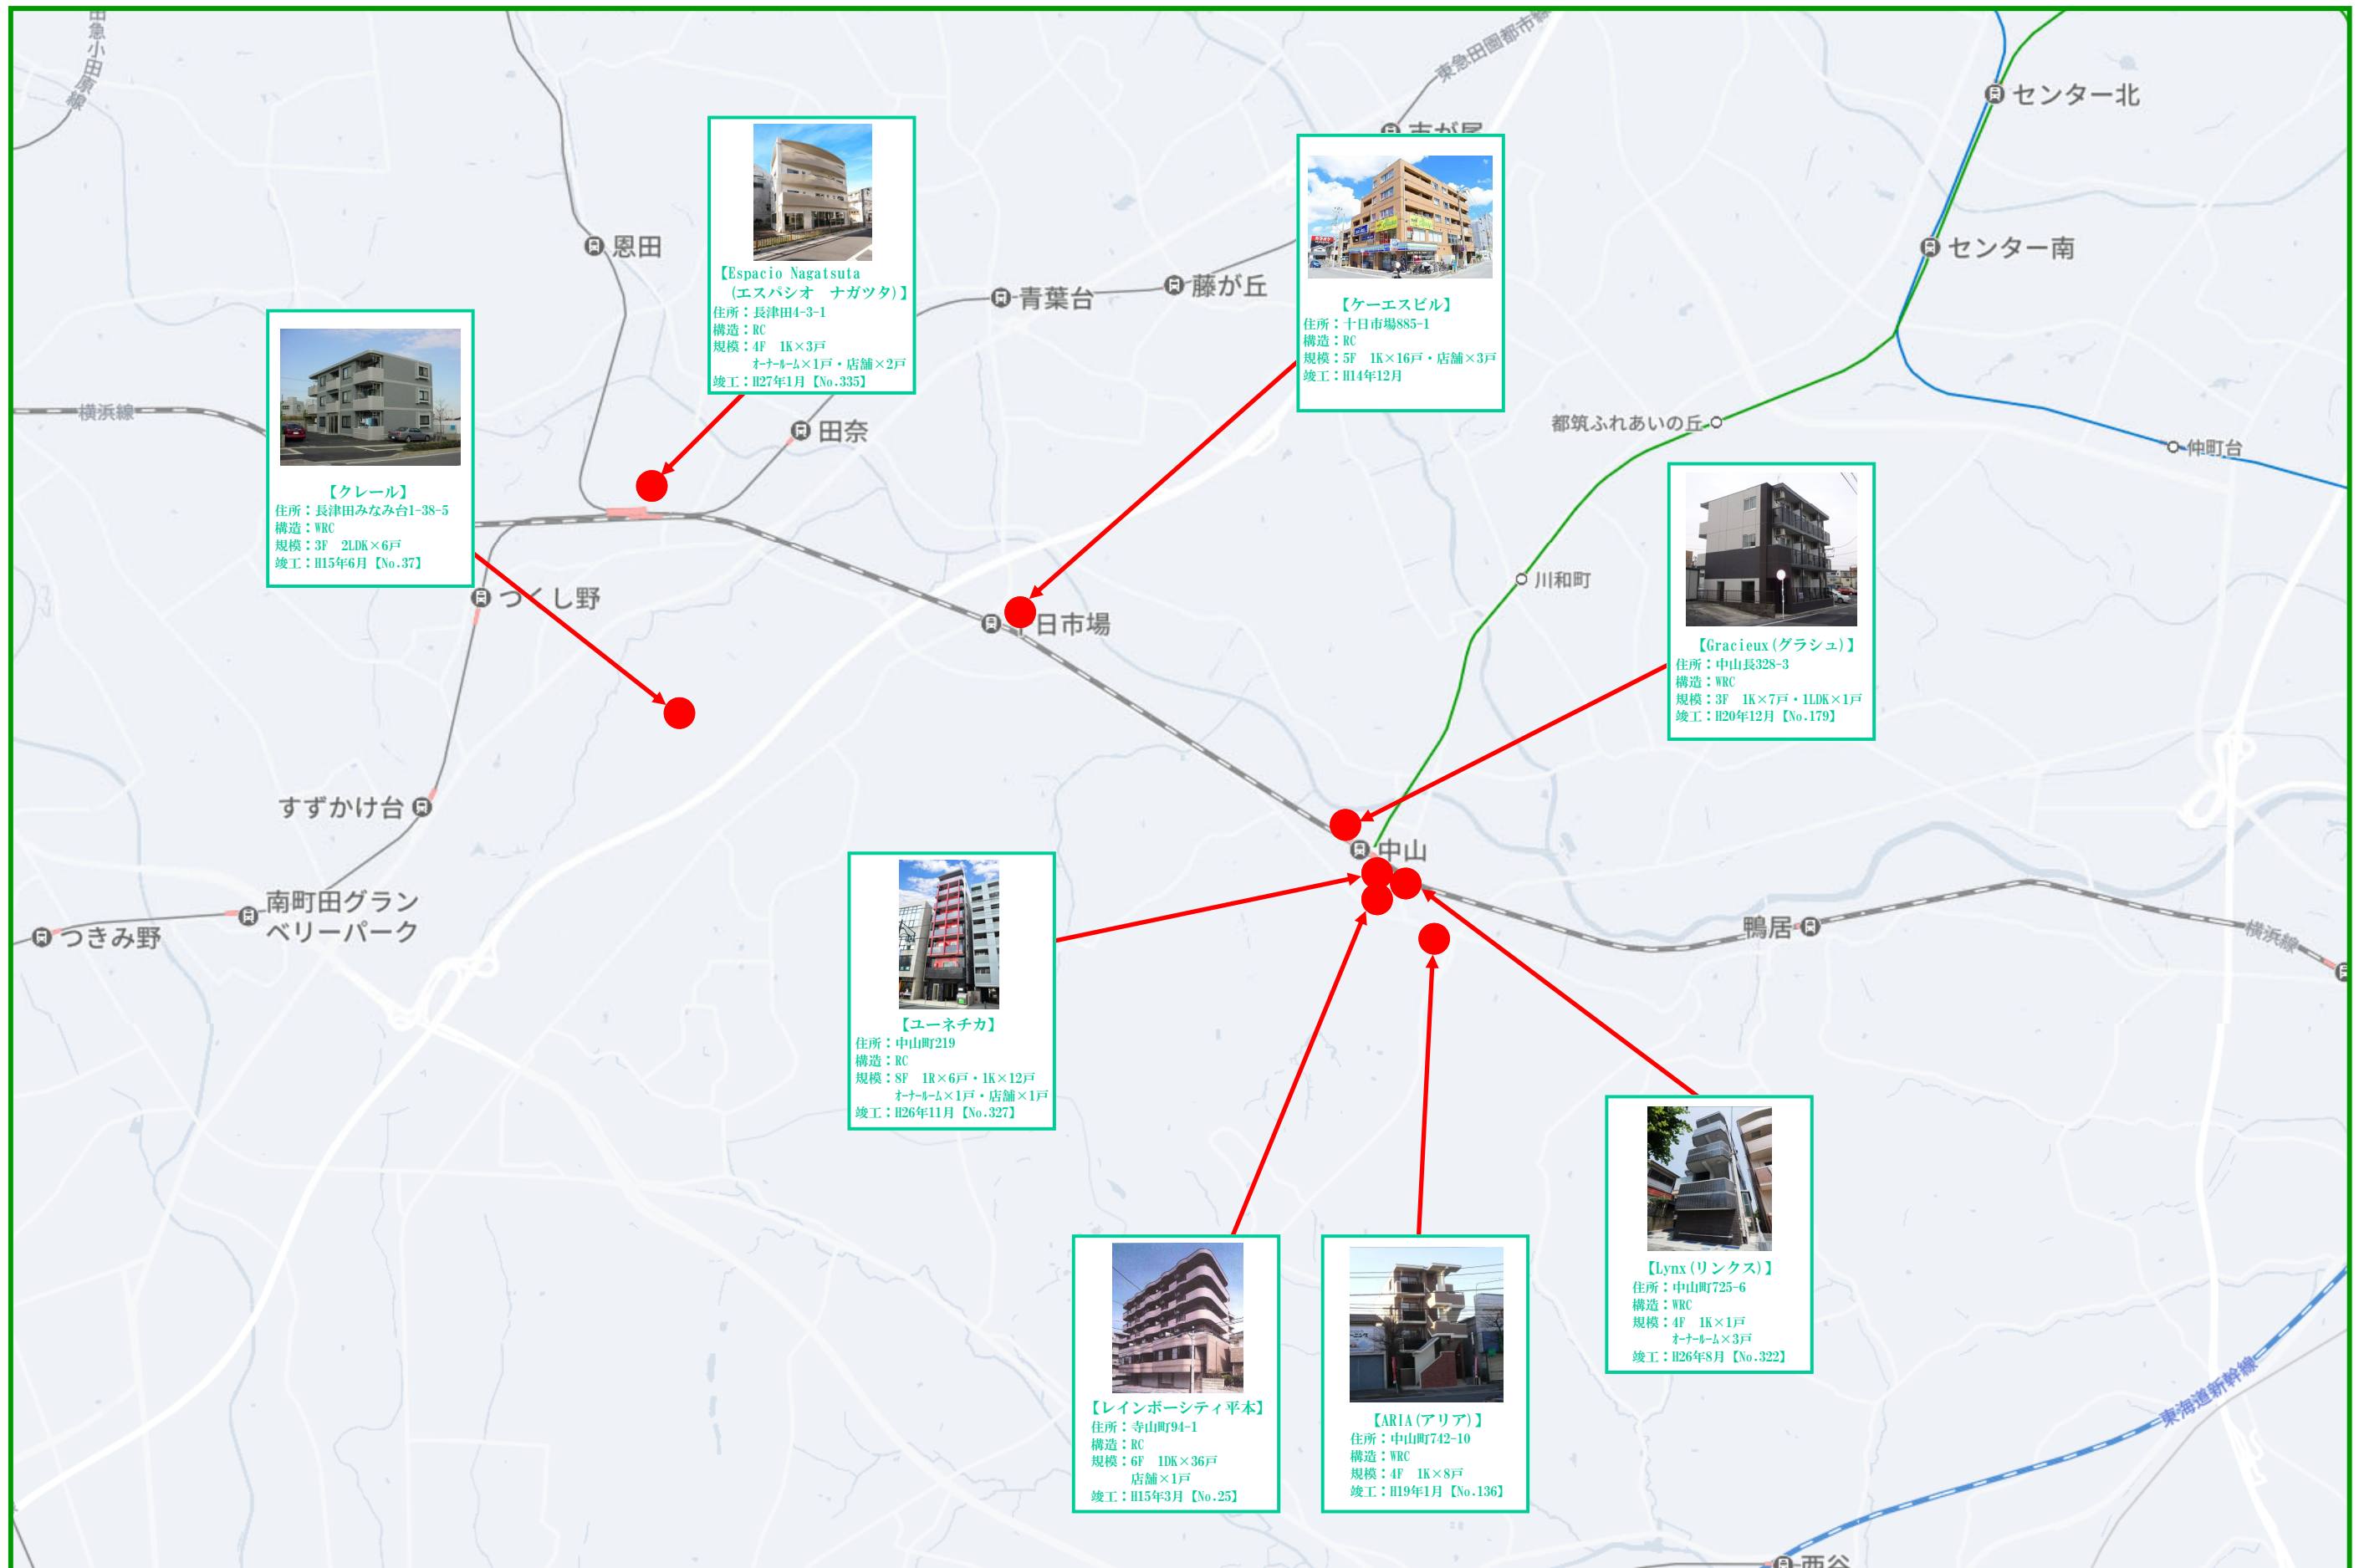 田急小田原線
東急田園都市線
センター北
センター南
恩田
青葉台
藤が丘
田奈
横浜線
都筑ふれあいの丘
仲町台
川和町
つくし野
日市場
すずかけ台
中山
南町田グラン
ベリーパーク
つきみ野
鴨居
横浜線
東海道新幹線
【Espacio Nagatsuta
(エスパシオ　ナガツタ)】
住所：長津田4-3-1
構造：RC
規模：4F　1K×3戸
ｵｰﾅｰﾙｰﾑ×1戸・店舗×2戸
竣工：H27年1月【No.335】
【ケーエスビル】
住所：十日市場885-1
構造：RC
規模：5F　1K×16戸・店舗×3戸
竣工：H14年12月
【クレール】
住所：長津田みなみ台1-38-5
構造：WRC
規模：3F　2LDK×6戸
竣工：H15年6月【No.37】
【Gracieux(グラシュ)】
住所：中山長328-3
構造：WRC
規模：3F　1K×7戸・1LDK×1戸
竣工：H20年12月【No.179】
【ユーネチカ】
住所：中山町219
構造：RC
規模：8F　1R×6戸・1K×12戸
ｵｰﾅｰﾙｰﾑ×1戸・店舗×1戸
竣工：H26年11月【No.327】
【レインボーシティ平本】
住所：寺山町94-1
構造：RC
規模：6F　1DK×36戸
店舗×1戸
竣工：H15年3月【No.25】
【ARIA(アリア)】
住所：中山町742-10
構造：WRC
規模：4F　1K×8戸
竣工：H19年1月【No.136】
【Lynx(リンクス)】
住所：中山町725-6
構造：WRC
規模：4F　1K×1戸
ｵｰﾅｰﾙｰﾑ×3戸
竣工：H26年8月【No.322】